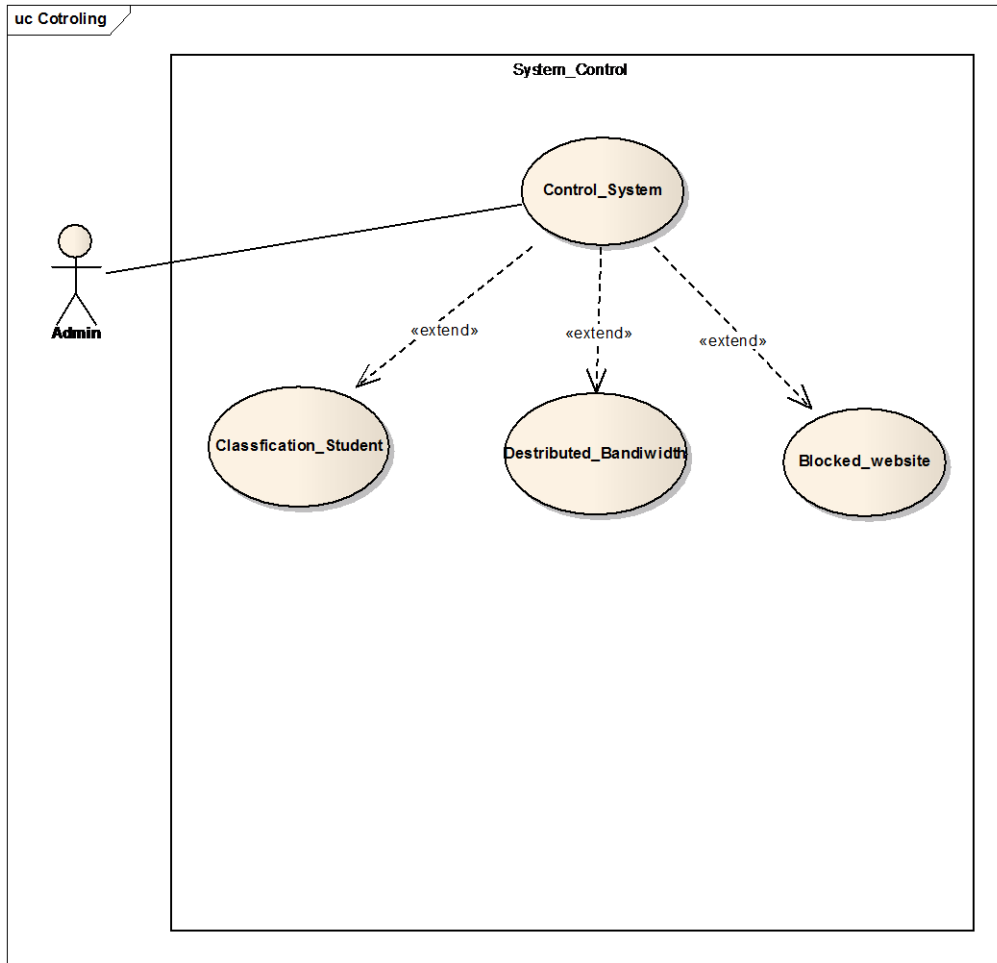 uc Cotroling
System_Control
Control_System
Admin
«extend»
«extend»
«extend»
Classfication_Student
Destributed_Bandiwidth
Blocked_website